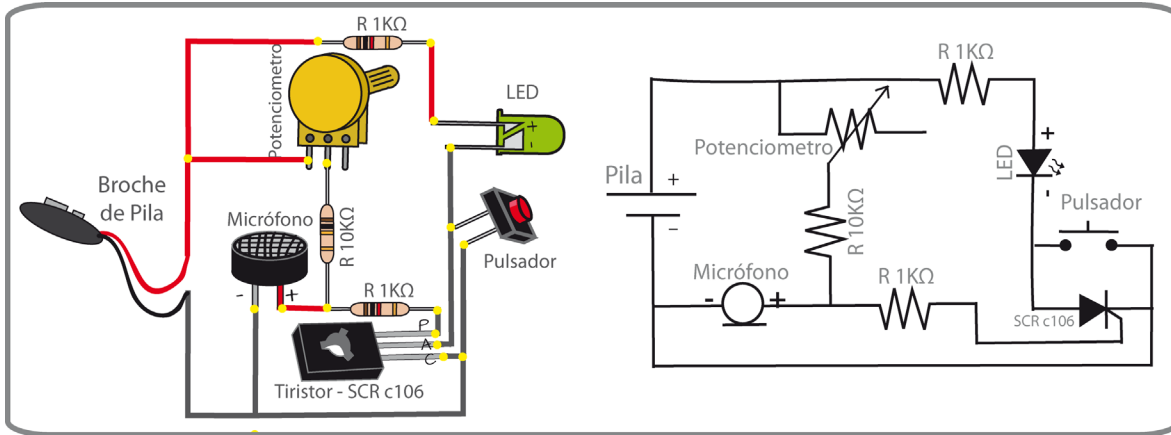 R 1KΩ
Potenciometro
LED
+
-
Broche
de Pila
Micrófono
R 10KΩ
Pulsador
-
+
R 1KΩ
P
A
C
Tiristor - SCR c106
R 1KΩ
Potenciometro
+
LED
-
Pila
+
-
R 10KΩ
Pulsador
Micrófono
-
+
R 1KΩ
SCR c106